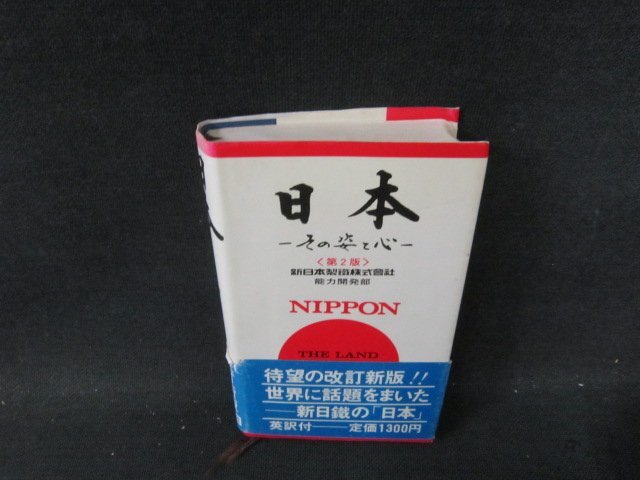 日本
―その姿と心―
〈第2版〉
新日本製鐵株式會社
能力開発部
NIPPON
THE LAND
待望の改訂新版!!
世界に話題をまいた
――新日鐵の「日本」
英訳付――定価1300円